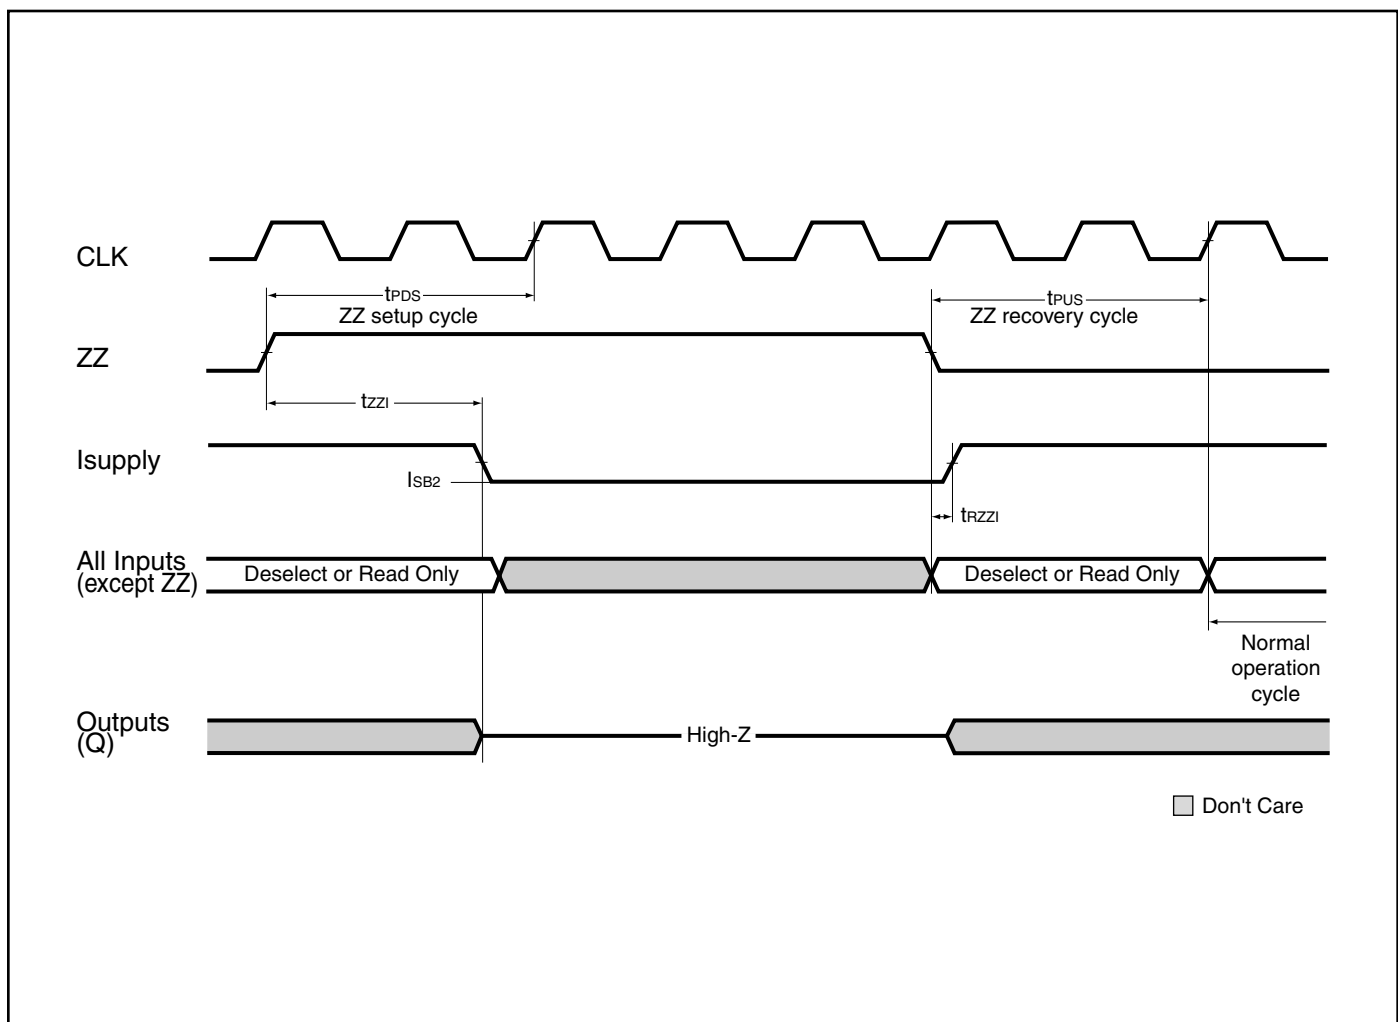 CLK
tPDS
ZZ setup cycle
tPUS
ZZ recovery cycle
ZZ
tZZI
Isupply
ISB2
tRZZI
All Inputs
(except ZZ)
Deselect or Read Only
Deselect or Read Only
Normal
operation
cycle
Outputs
(Q)
High-Z
Don't Care